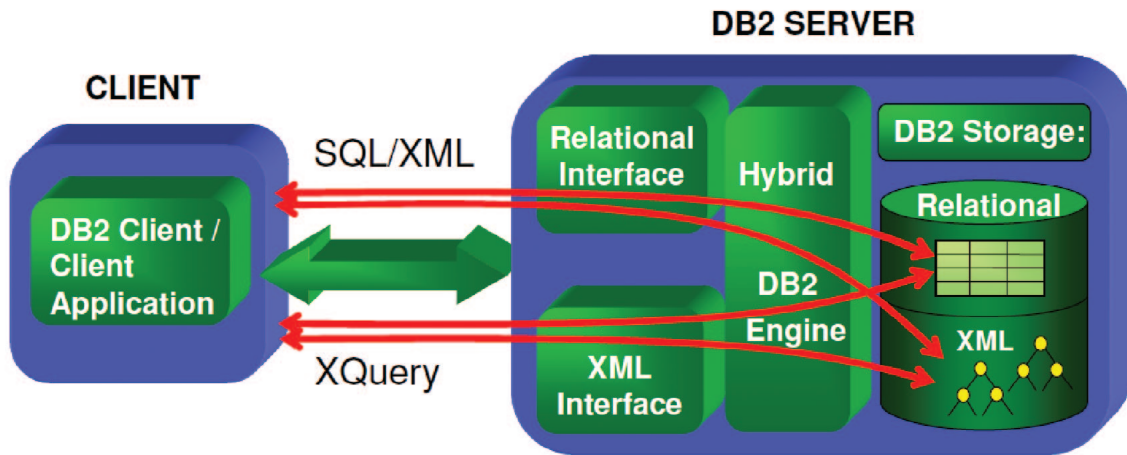 DB2 SERVER
CLIENT
SQL/XML
Relational
Interface
Hybrid
DB2 Storage:
Relational
DB2 Client /
Client
Application
DB2
Engine
XML
XQuery
XML
Interface